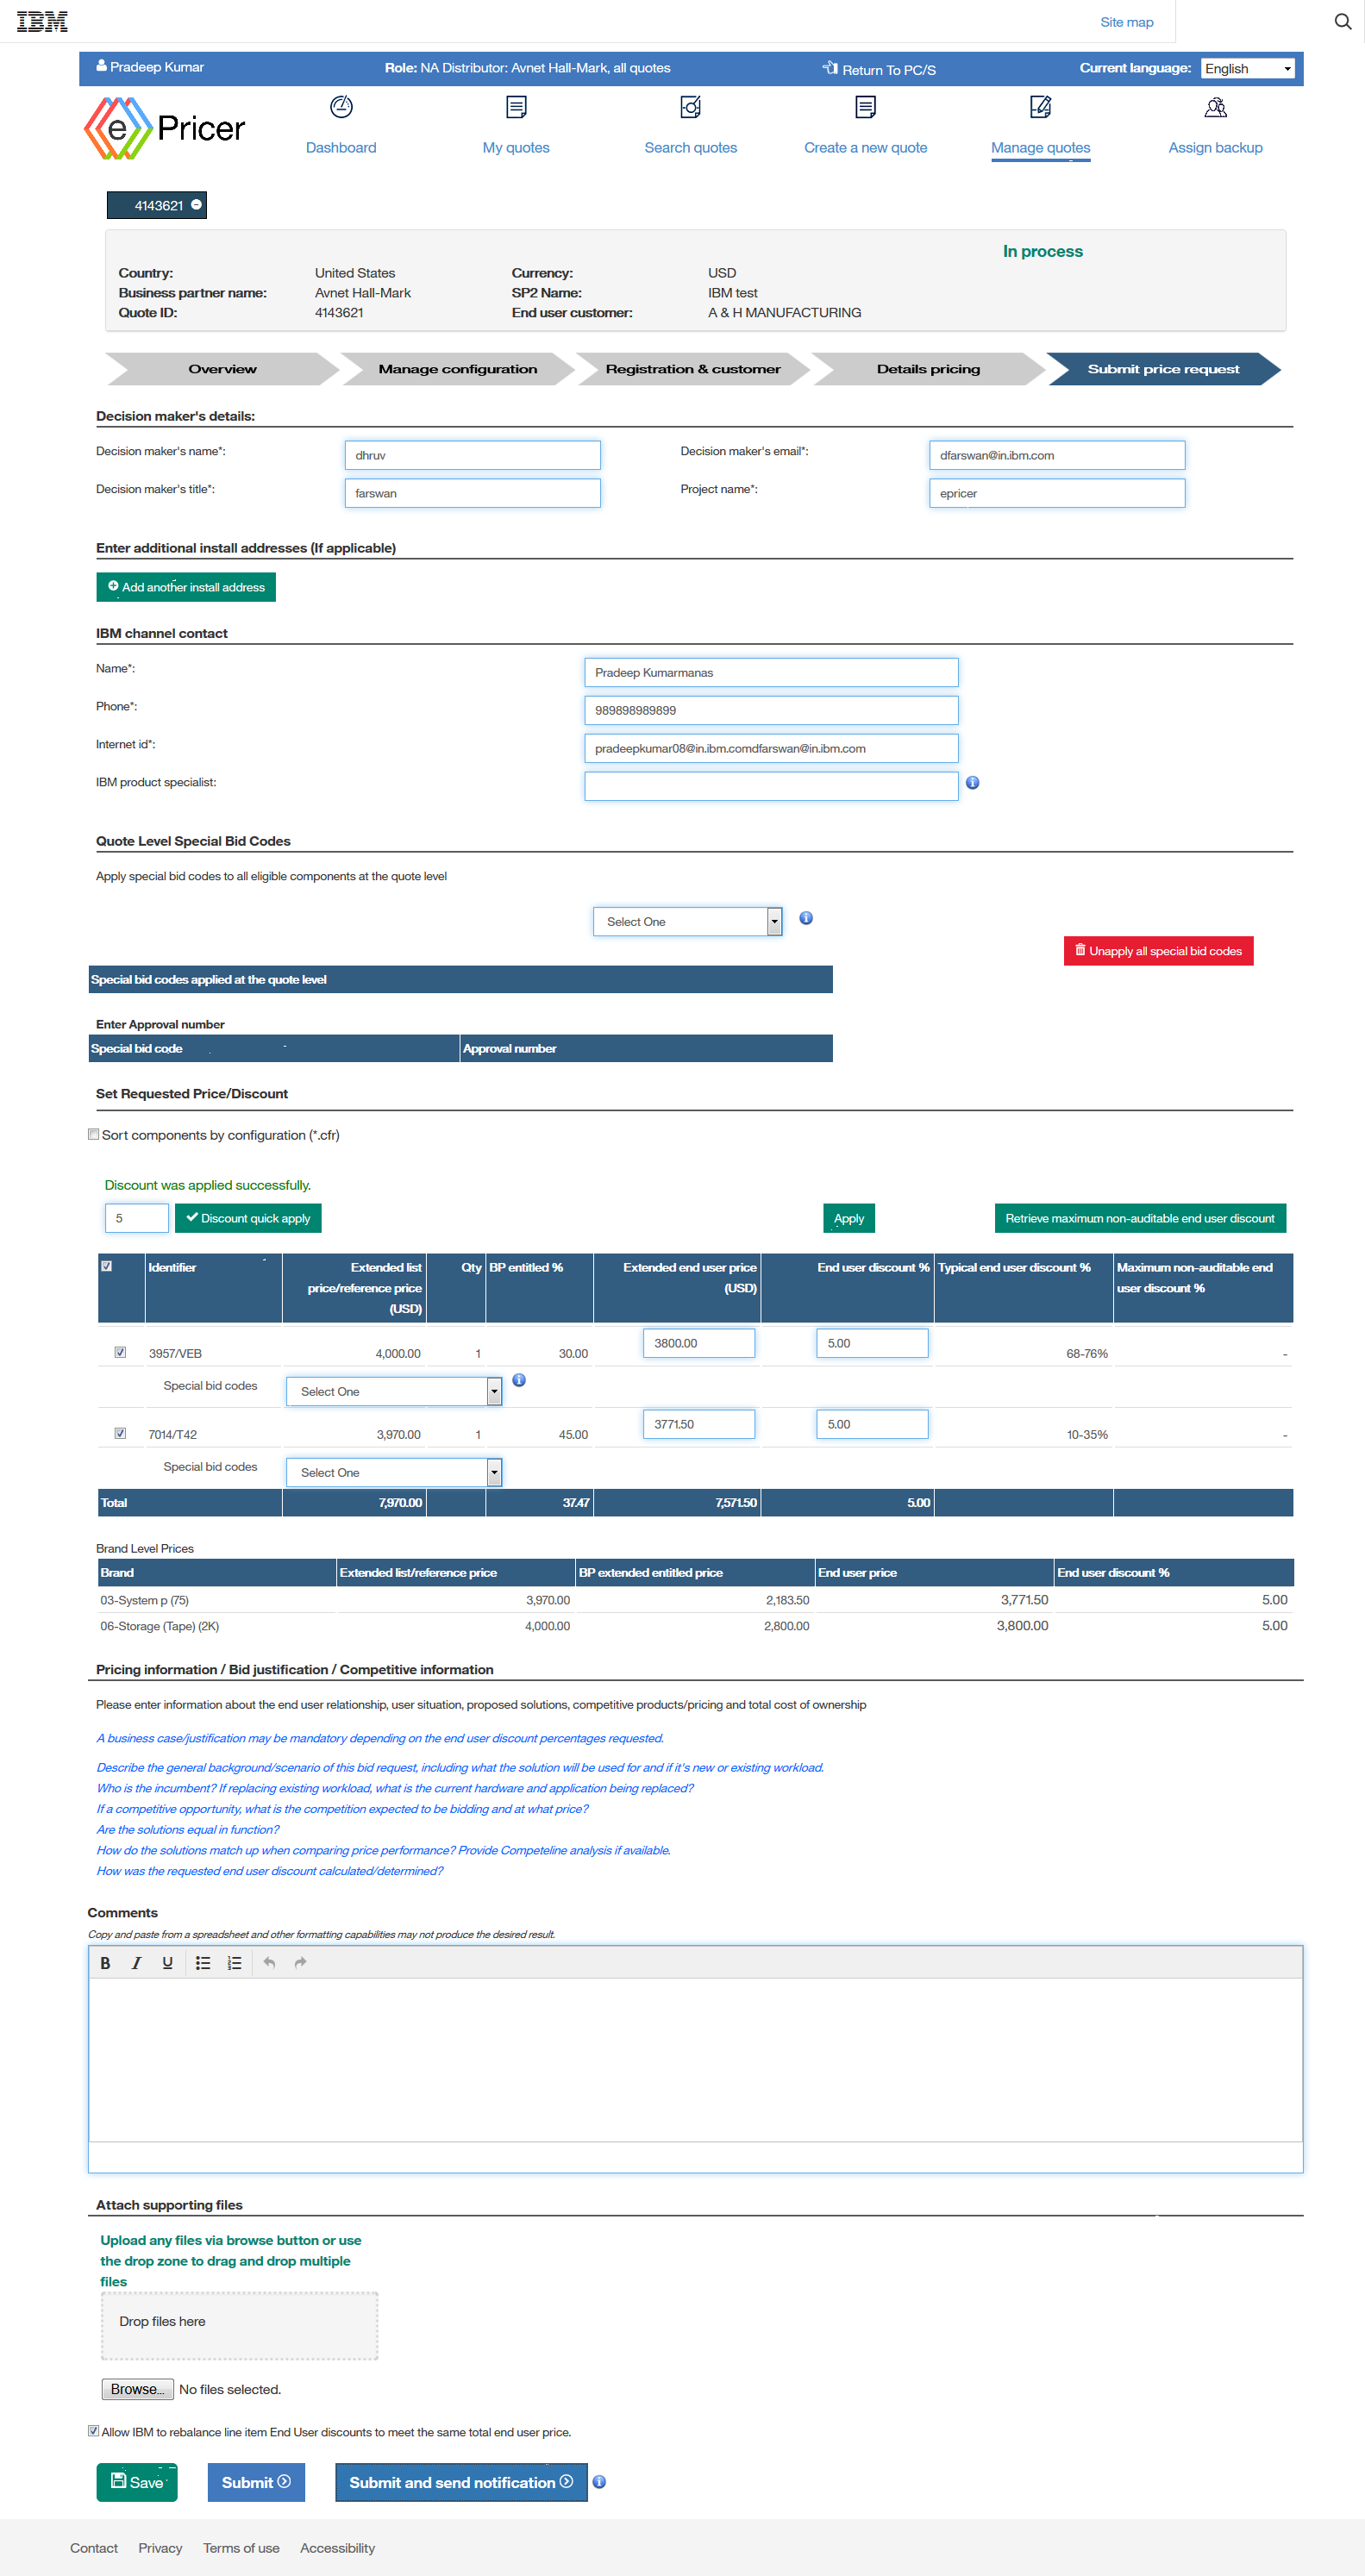 IBM
Site map
Pradeep Kumar Role: NA Distributor: Avnet Hall-Mark, all quotes Return To PC/S Current language: English
e Pricer
Dashboard My quotes Search quotes Create a new quote Manage quotes Assign backup
4143621
In process
Country: United States Currency: USD
Business partner name: Avnet Hall-Mark SP2 Name: IBM test
Quote ID: 4143621 End user customer: A & H MANUFACTURING
Overview Manage configuration Registration & customer Details pricing Submit price request
Decision maker's details:
Decision maker's name*: dhruv Decision maker's email*: dfarswan@in.ibm.com
Decision maker's title*: farswan Project name*: epricer
Enter additional install addresses (If applicable)
Add another install address
IBM channel contact
Name*: Pradeep Kumarmanas
Phone*: 989898989899
Internet id*: pradeepkumar08@in.ibm.comdfarswan@in.ibm.com
IBM product specialist:
Quote Level Special Bid Codes
Apply special bid codes to all eligible components at the quote level
Select One
Unapply all special bid codes
Special bid codes applied at the quote level
Enter Approval number
Special bid code Approval number
Set Requested Price/Discount
Sort components by configuration (*.cfr)
Discount was applied successfully.
5 Discount quick apply Apply Retrieve maximum non-auditable end user discount
Identifier Extended list Qty BP entitled % Extended end user price End user discount % Typical end user discount % Maximum non-auditable end
price/reference price (USD) user discount %
(USD)
3957/VEB 4,000.00 1 30.00 3800.00 5.00 68-76% -
Special bid codes Select One
7014/T42 3,970.00 1 45.00 3771.50 5.00 10-35% -
Special bid codes Select One
Total 7,970.00 37.47 7,571.50 5.00
Brand Level Prices
Brand Extended list/reference price BP extended entitled price End user price End user discount %
03-System p (75) 3,970.00 2,183.50 3,771.50 5.00
06-Storage (Tape) (2K) 4,000.00 2,800.00 3,800.00 5.00
Pricing information / Bid justification / Competitive information
Please enter information about the end user relationship, user situation, proposed solutions, competitive products/pricing and total cost of ownership
A business case/justification may be mandatory depending on the end user discount percentages requested.
Describe the general background/scenario of this bid request, including what the solution will be used for and if it's new or existing workload.
Who is the incumbent? If replacing existing workload, what is the current hardware and application being replaced?
If a competitive opportunity, what is the competition expected to be bidding and at what price?
Are the solutions equal in function?
How do the solutions match up when comparing price performance? Provide Competeline analysis if available.
How was the requested end user discount calculated/determined?
Comments
Copy and paste from a spreadsheet and other formatting capabilities may not produce the desired result.
B I U
Attach supporting files
Upload any files via browse button or use
the drop zone to drag and drop multiple
files
Drop files here
Browse... No files selected.
Allow IBM to rebalance line item End User discounts to meet the same total end user price.
Save Submit Submit and send notification
Contact Privacy Terms of use Accessibility